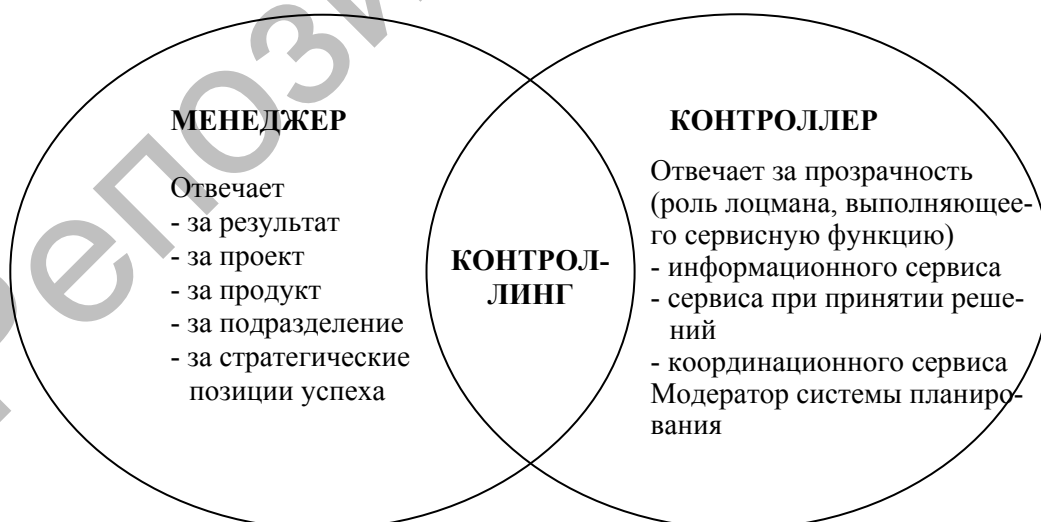 МЕНЕДЖЕР
Отвечает
- за результат
- за проект
- за продукт
- за подразделение
- за стратегические
позиции успеха
КОНТРОЛ-
ЛИНГ
КОНТРОЛЛЕР
Отвечает за прозрачность
(роль лоцмана, выполняющее-
го сервисную функцию)
- информационного сервиса
- сервиса при принятии реше-
ний
- координационного сервиса
Модератор системы планиро-
вания
Репози